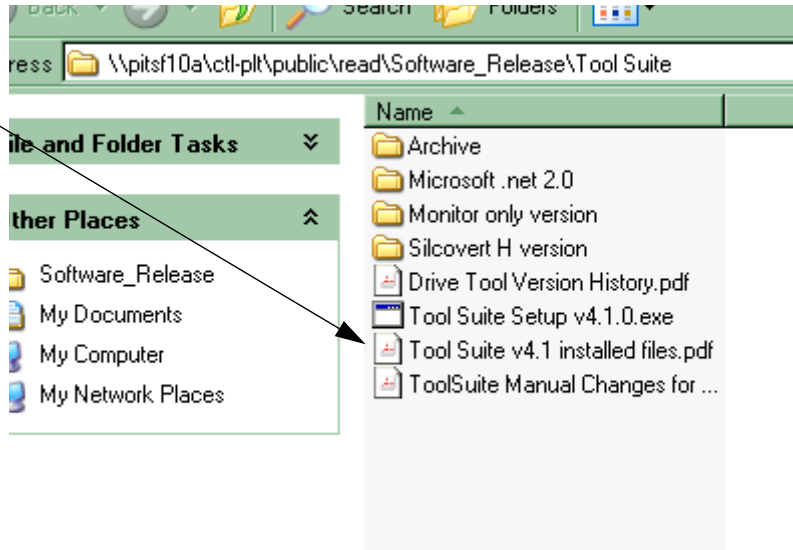 Back Search Folders
ress \\pitsf10a\ctl-plt\public\read\Software_Release\Tool Suite
Name
ile and Folder Tasks
Archive
Microsoft .net 2.0
Monitor only version
Silcovert H version
Drive Tool Version History.pdf
Tool Suite Setup v4.1.0.exe
Tool Suite v4.1 installed files.pdf
ToolSuite Manual Changes for ...
ther Places
Software_Release
My Documents
My Computer
My Network Places